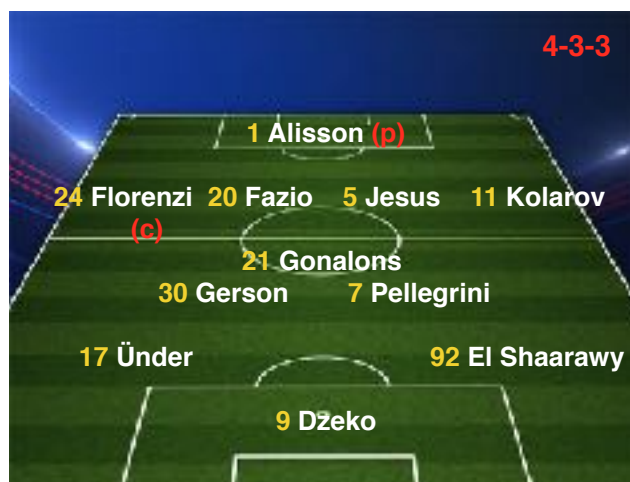 4-3-3
1 Alisson (p)
24 Florenzi 20 Fazio 5 Jesus 11 Kolarov
(c)
21 Gonalons
30 Gerson 7 Pellegrini
17 Ünder 92 El Shaarawy
9 Dzeko